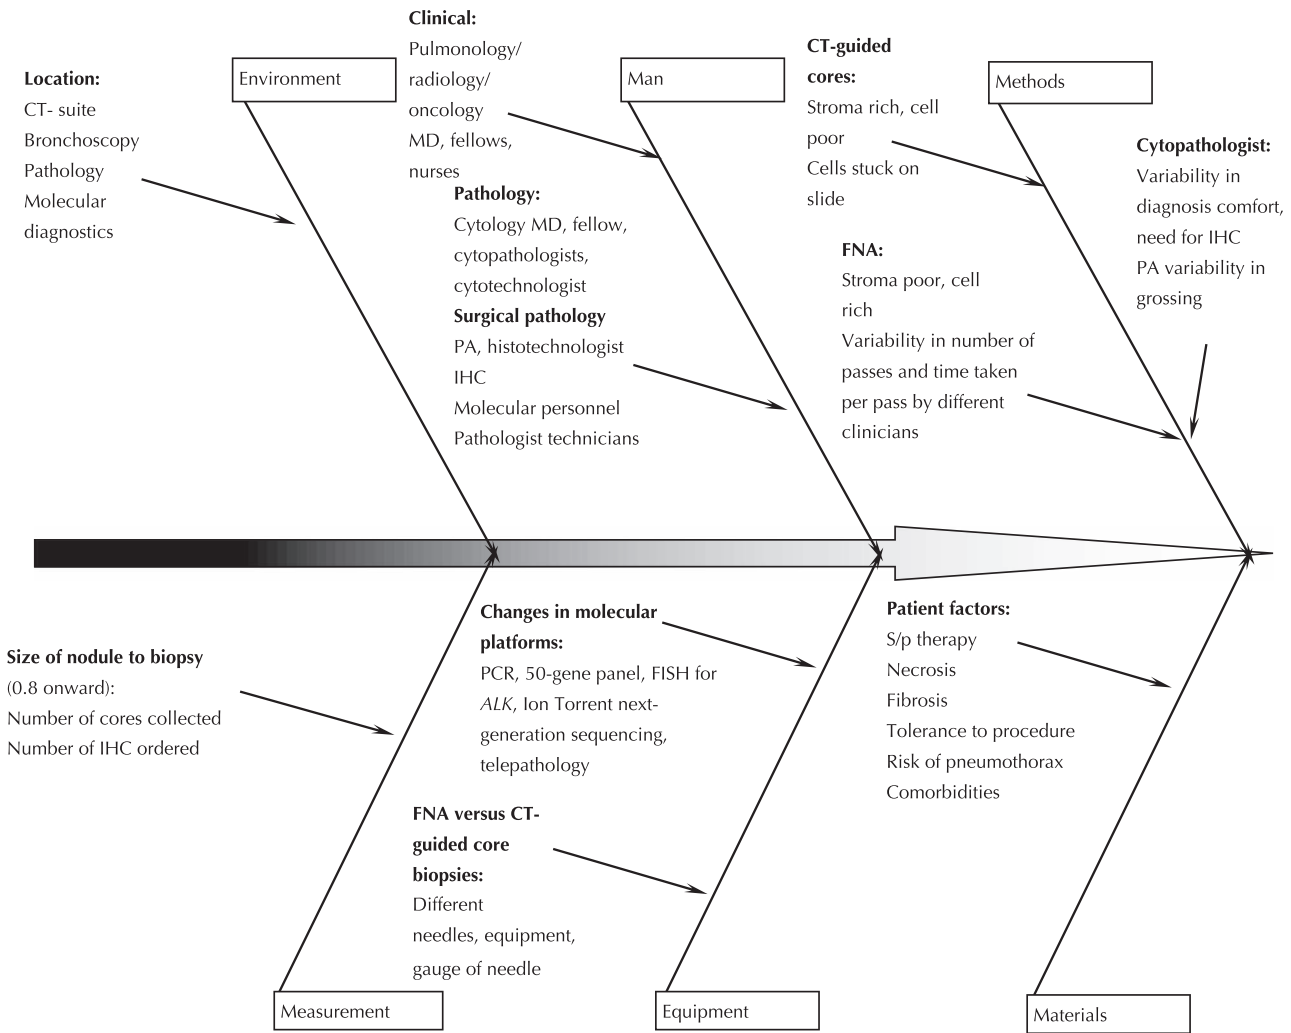 Environment
Location:
CT- suite
Bronchoscopy
Pathology
Molecular
diagnostics
Man
Clinical:
Pulmonology/
radiology/
oncology
MD, fellows,
nurses
Pathology:
Cytology MD, fellow,
cytopathologists,
cytotechnologist
Surgical pathology
PA, histotechnologist
IHC
Molecular personnel
Pathologist technicians
Methods
CT-guided
cores:
Stroma rich, cell
poor
Cells stuck on
slide
FNA:
Stroma poor, cell
rich
Variability in number of
passes and time taken
per pass by different
clinicians
Cytopathologist:
Variability in
diagnosis comfort,
need for IHC
PA variability in
grossing
Size of nodule to biopsy
(0.8 onward):
Number of cores collected
Number of IHC ordered
Measurement
Changes in molecular
platforms:
PCR, 50-gene panel, FISH for
ALK, Ion Torrent next-
generation sequencing,
telepathology
FNA versus CT-
guided core
biopsies:
Different
needles, equipment,
gauge of needle
Equipment
Patient factors:
S/p therapy
Necrosis
Fibrosis
Tolerance to procedure
Risk of pneumothorax
Comorbidities
Materials